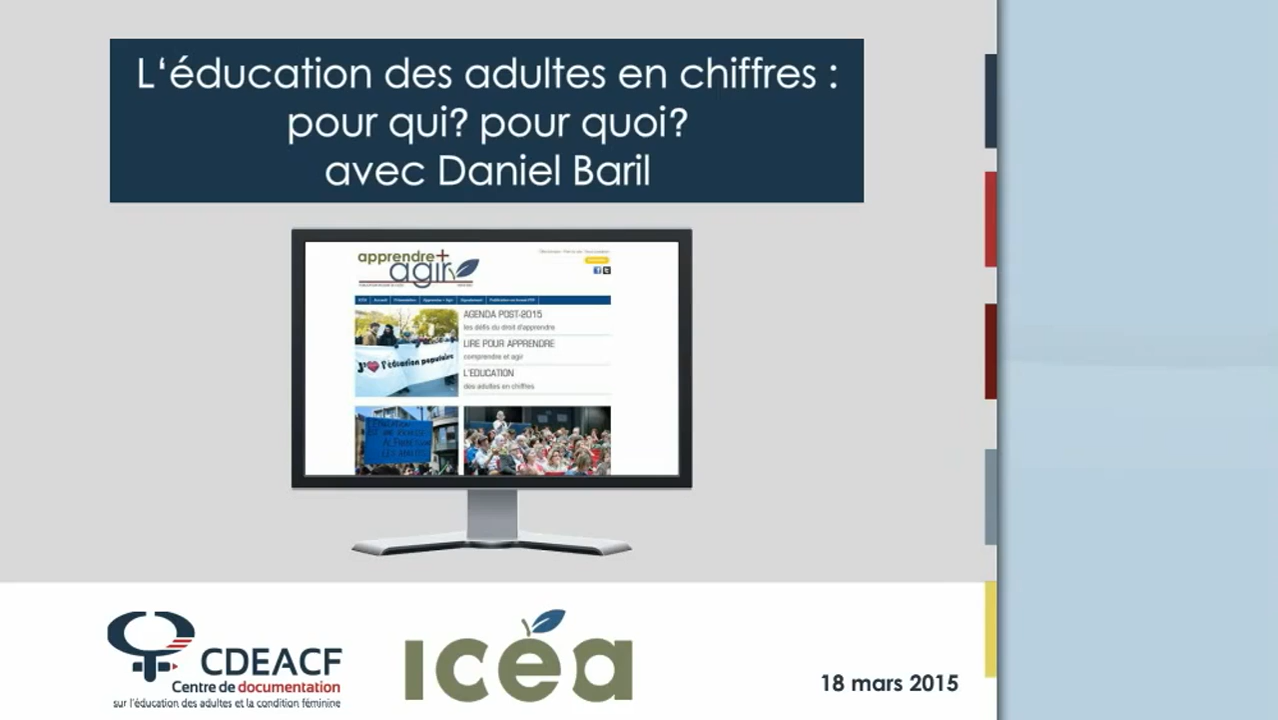 L‘éducation des adultes en chiffres :
pour qui? pour quoi?
avec Daniel Baril
apprendre+
agir
AGENDA POST-2015
les défis du droit d'apprendre
LIRE POUR APPRENDRE
comprendre et agir
L'EDUCATION
des adultes en chiffres
J'
l'éducation populaire
CDEACF
Centre de documentation
sur l'éducation des adultes et la condition féminine
icéa
18 mars 2015